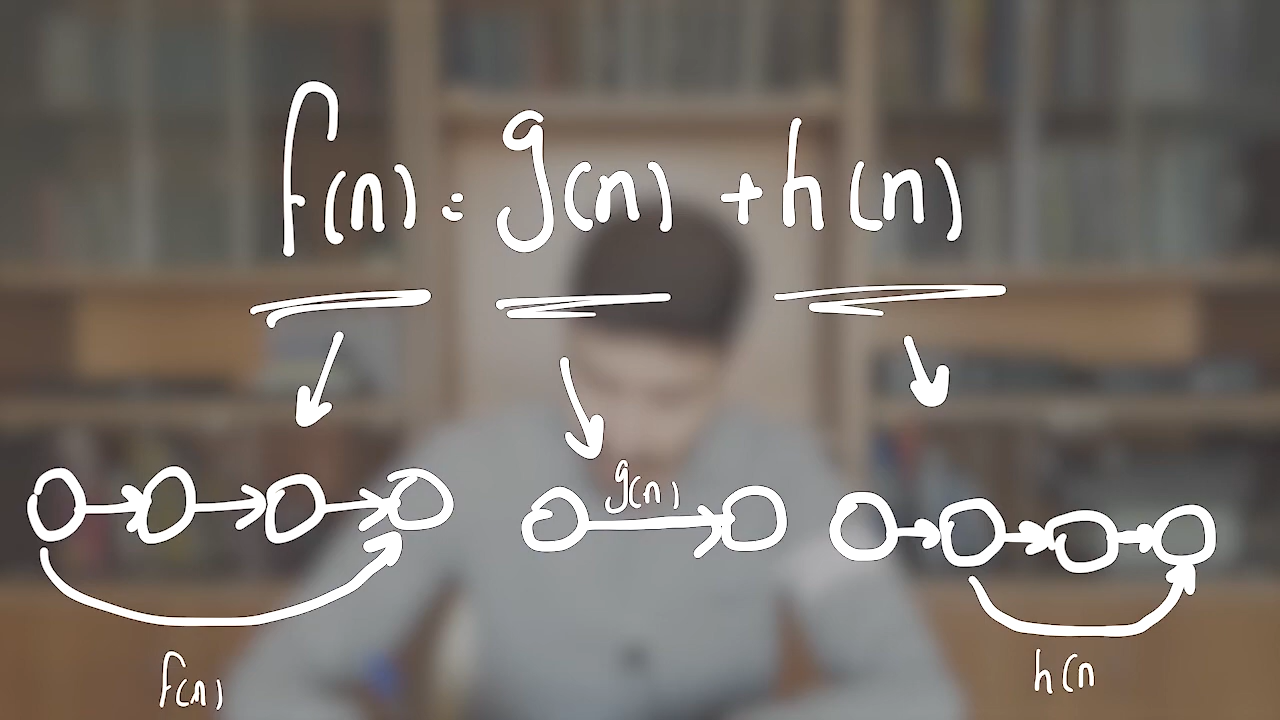 f(n) = g(n) + h(n)
g(n)
f(n)
h(n